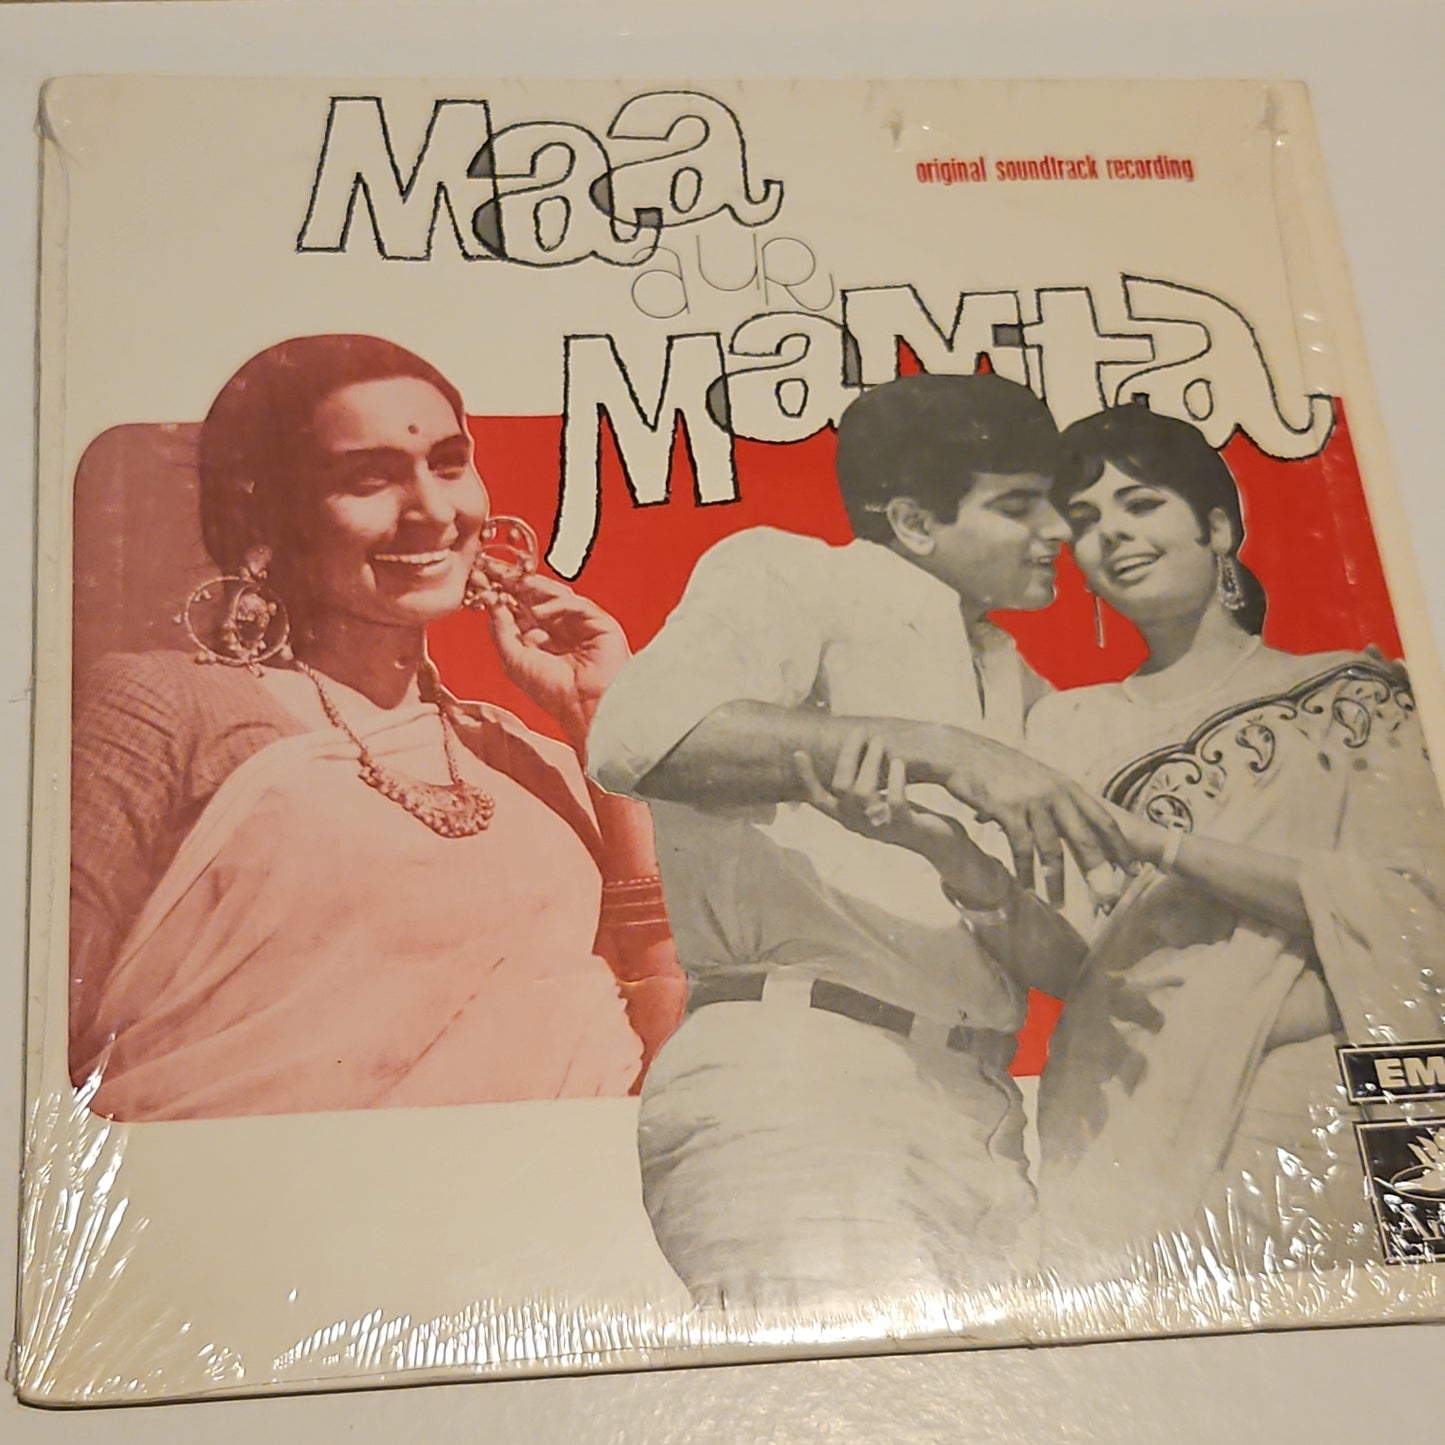 Maa
aur
Mamta
original soundtrack recording
EM